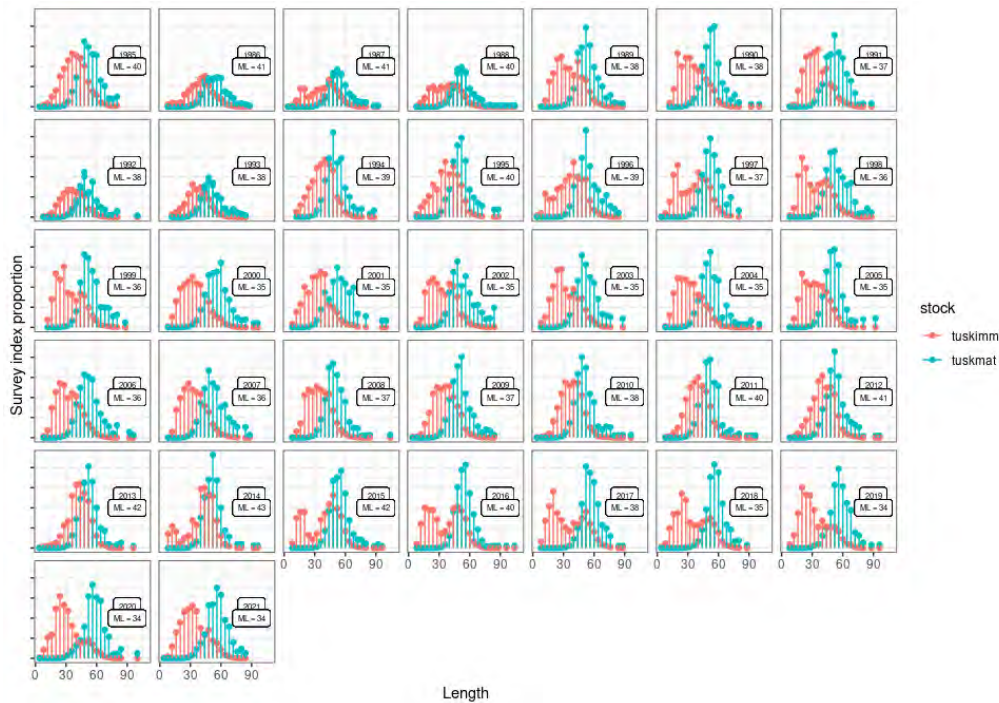 1985
ML = 40
1986
ML = 41
1987
ML = 41
1988
ML = 40
1989
ML = 38
1990
ML = 38
1991
ML = 37
1992
ML = 38
1993
ML = 38
1994
ML = 39
1995
ML = 40
1996
ML = 39
1997
ML = 37
1998
ML = 36
1999
ML = 36
2000
ML = 35
2001
ML = 35
2002
ML = 35
2003
ML = 35
2004
ML = 35
2005
ML = 35
Survey index proportion
stock
tuskimm
tuskmat
2006
ML = 36
2007
ML = 36
2008
ML = 37
2009
ML = 37
2010
ML = 38
2011
ML = 40
2012
ML = 41
2013
ML = 42
2014
ML = 43
2015
ML = 42
2016
ML = 40
2017
ML = 38
2018
ML = 35
2019
ML = 34
0 30 60 90 0 30 60 90 0 30 60 90 0 30 60 90 0 30 60 90
2020
ML = 34
2021
ML = 34
0 30 60 90 0 30 60 90
Length